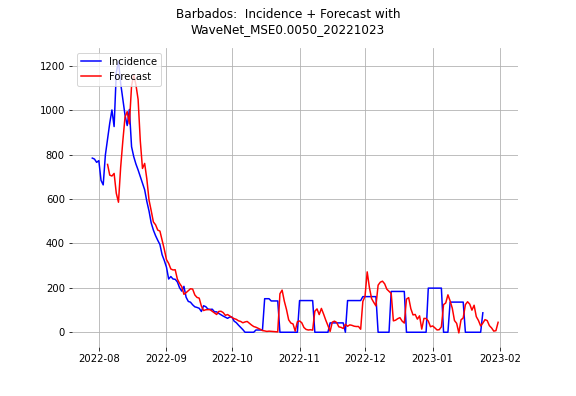 Barbados:  Incidence + Forecast with
WaveNet_MSE0.0050_20221023
Incidence
Forecast
1200
1000
800
600
400
200
0
2022-08 2022-09 2022-10 2022-11 2022-12 2023-01 2023-02